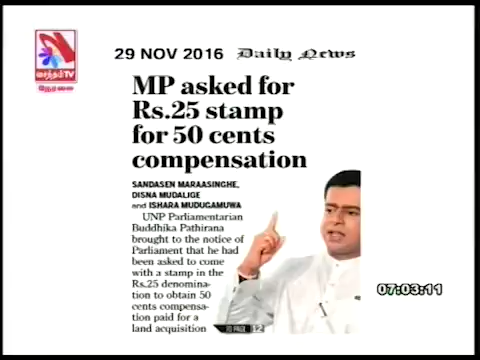 சக்தி TV
நேரலை
29 NOV 2016 Daily News
MP asked for
Rs.25 stamp
for 50 cents
compensation
SANDASEN MARAASINGHE,
DISNA MUDALIGE
and ISHARA MUDUGAMUWA
UNP Parliamentarian
Buddhika Pathirana
brought to the notice of
Parliament that he had
been asked to come
with a stamp in the
Rs.25 denomina-
tion to obtain 50
cents compensa-
tion paid for a
land acquisition
TO PAGE 12
07:03:11